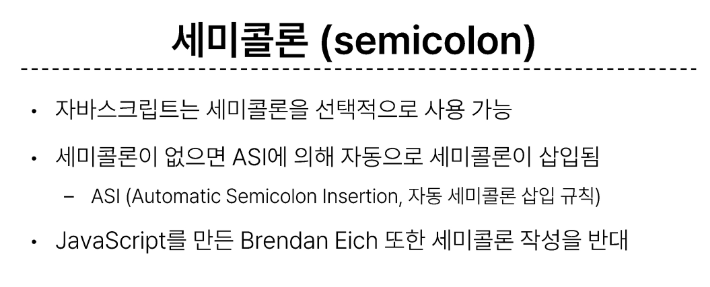 세미콜론 (semicolon)
• 자바스크립트는 세미콜론을 선택적으로 사용 가능
• 세미콜론이 없으면 ASI에 의해 자동으로 세미콜론이 삽입됨
– ASI (Automatic Semicolon Insertion, 자동 세미콜론 삽입 규칙)
• JavaScript를 만든 Brendan Eich 또한 세미콜론 작성을 반대